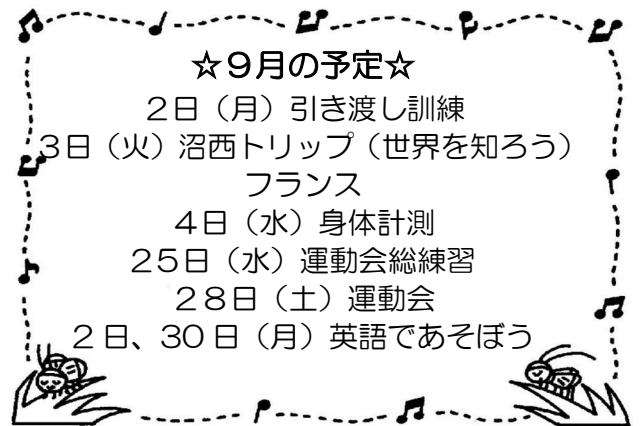 ☆９月の予定☆
２日（月）引き渡し訓練
３日（火）沼西トリップ（世界を知ろう）
フランス
４日（水）身体計測
２５日（水）運動会総練習
２８日（土）運動会
２日、３０日（月）英語であそぼう